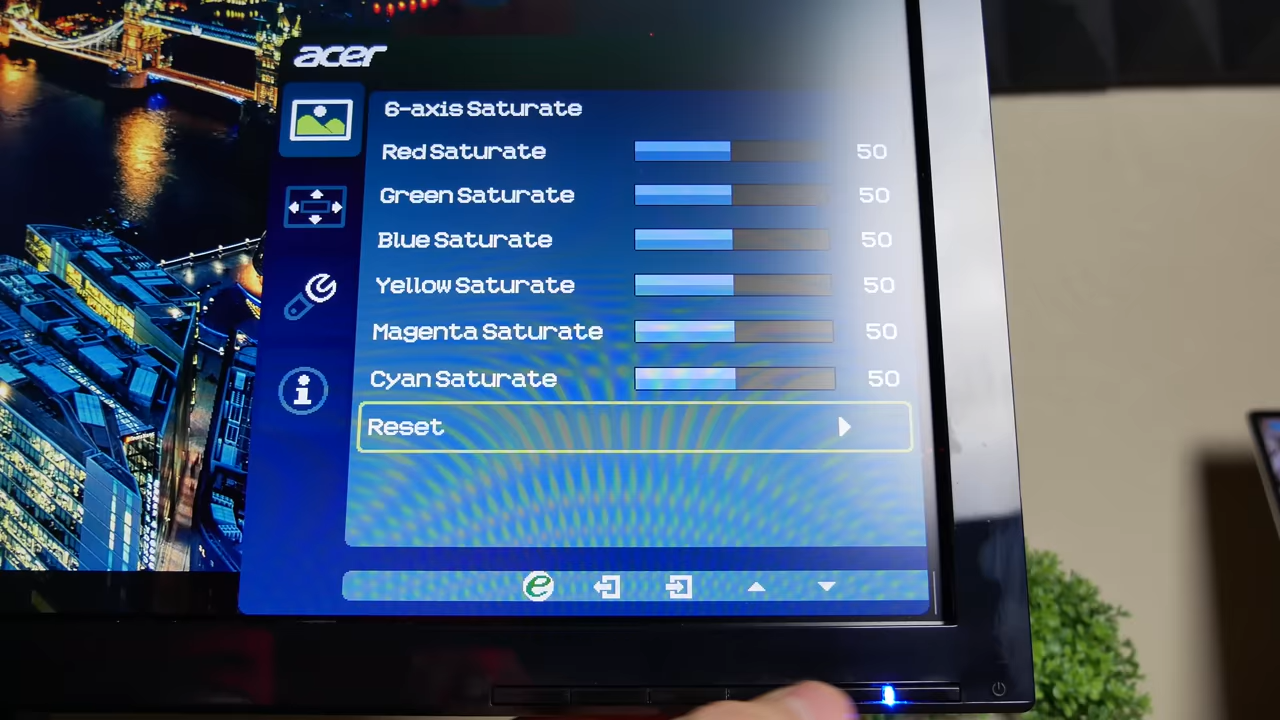 acer
6-axis Saturate
Red Saturate 50
Green Saturate 50
Blue Saturate 50
Yellow Saturate 50
Magenta Saturate 50
Cyan Saturate 50
Reset
e